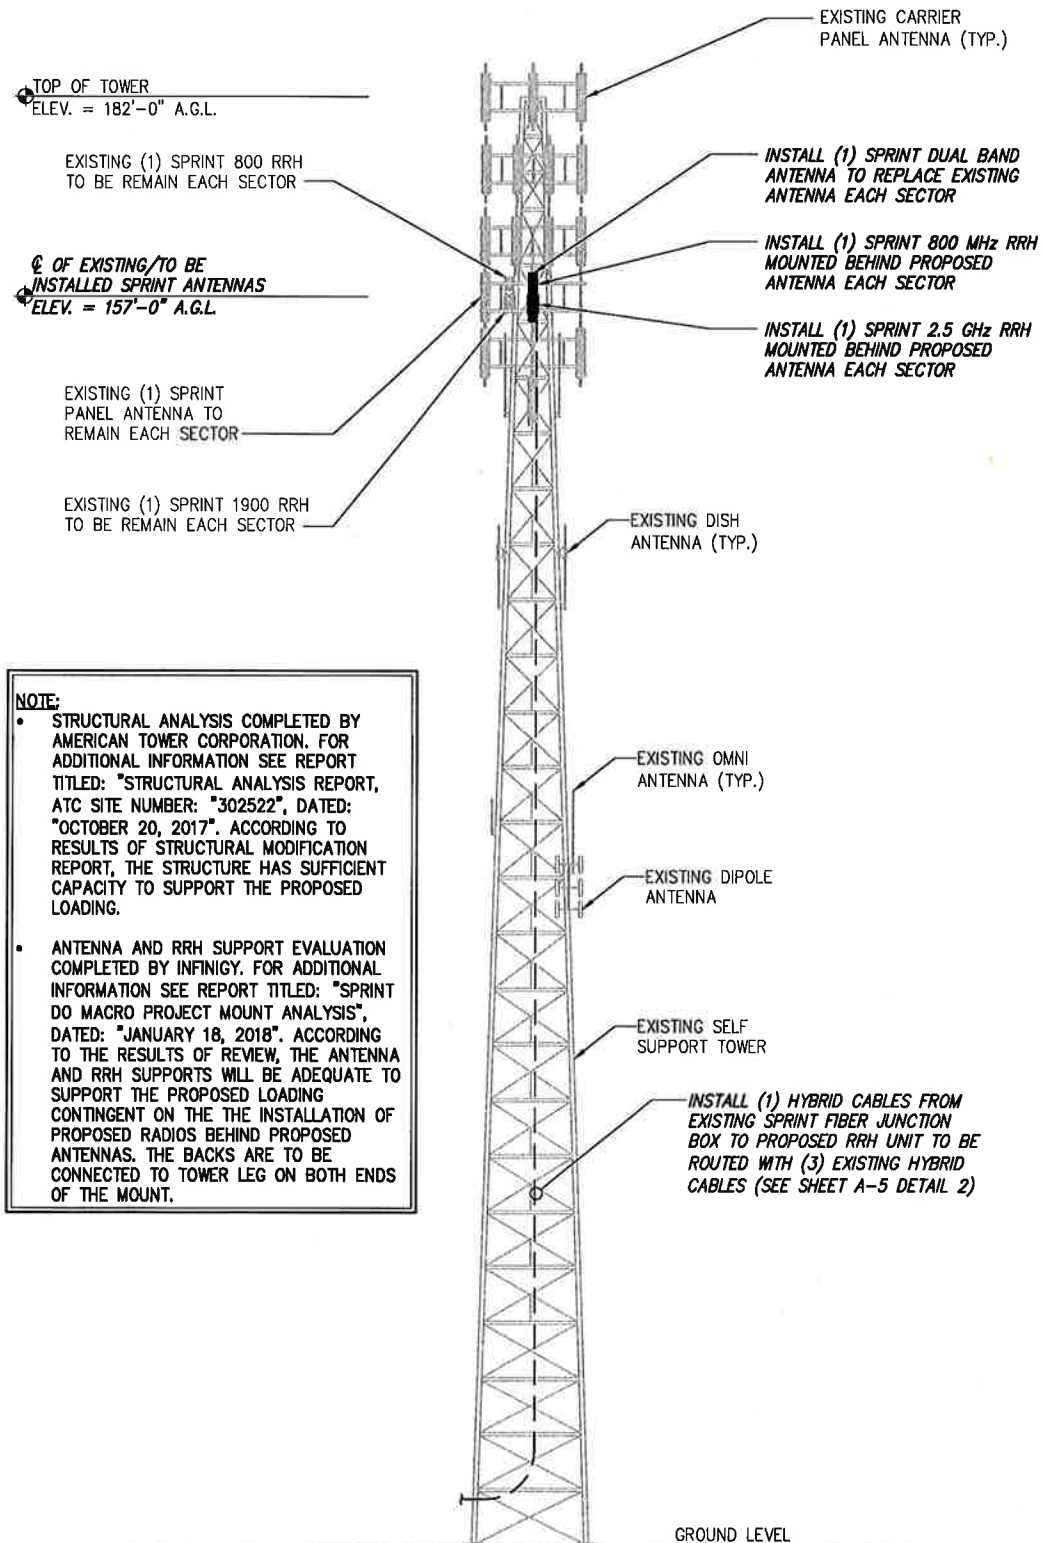 EXISTING CARRIER
PANEL ANTENNA (TYP.)
TOP OF TOWER
ELEV. = 182'-0" A.G.L.
EXISTING (1) SPRINT 800 RRH
TO BE REMAIN EACH SECTOR
INSTALL (1) SPRINT DUAL BAND
ANTENNA TO REPLACE EXISTING
ANTENNA EACH SECTOR
℄ OF EXISTING/TO BE
INSTALLED SPRINT ANTENNAS
ELEV. = 157'-0" A.G.L.
INSTALL (1) SPRINT 800 MHz RRH
MOUNTED BEHIND PROPOSED
ANTENNA EACH SECTOR
INSTALL (1) SPRINT 2.5 GHz RRH
MOUNTED BEHIND PROPOSED
ANTENNA EACH SECTOR
EXISTING (1) SPRINT
PANEL ANTENNA TO
REMAIN EACH SECTOR
EXISTING (1) SPRINT 1900 RRH
TO BE REMAIN EACH SECTOR
EXISTING DISH
ANTENNA (TYP.)
NOTE:
• STRUCTURAL ANALYSIS COMPLETED BY
AMERICAN TOWER CORPORATION. FOR
ADDITIONAL INFORMATION SEE REPORT
TITLED: "STRUCTURAL ANALYSIS REPORT,
ATC SITE NUMBER: "302522", DATED:
"OCTOBER 20, 2017". ACCORDING TO
RESULTS OF STRUCTURAL MODIFICATION
REPORT, THE STRUCTURE HAS SUFFICIENT
CAPACITY TO SUPPORT THE PROPOSED
LOADING.
• ANTENNA AND RRH SUPPORT EVALUATION
COMPLETED BY INFINIGY. FOR ADDITIONAL
INFORMATION SEE REPORT TITLED: "SPRINT
DO MACRO PROJECT MOUNT ANALYSIS",
DATED: "JANUARY 18, 2018". ACCORDING
TO THE RESULTS OF REVIEW, THE ANTENNA
AND RRH SUPPORTS WILL BE ADEQUATE TO
SUPPORT THE PROPOSED LOADING
CONTINGENT ON THE THE INSTALLATION OF
PROPOSED RADIOS BEHIND PROPOSED
ANTENNAS. THE BACKS ARE TO BE
CONNECTED TO TOWER LEG ON BOTH ENDS
OF THE MOUNT.
EXISTING OMNI
ANTENNA (TYP.)
EXISTING DIPOLE
ANTENNA
EXISTING SELF
SUPPORT TOWER
INSTALL (1) HYBRID CABLES FROM
EXISTING SPRINT FIBER JUNCTION
BOX TO PROPOSED RRH UNIT TO BE
ROUTED WITH (3) EXISTING HYBRID
CABLES (SEE SHEET A-5 DETAIL 2)
GROUND LEVEL